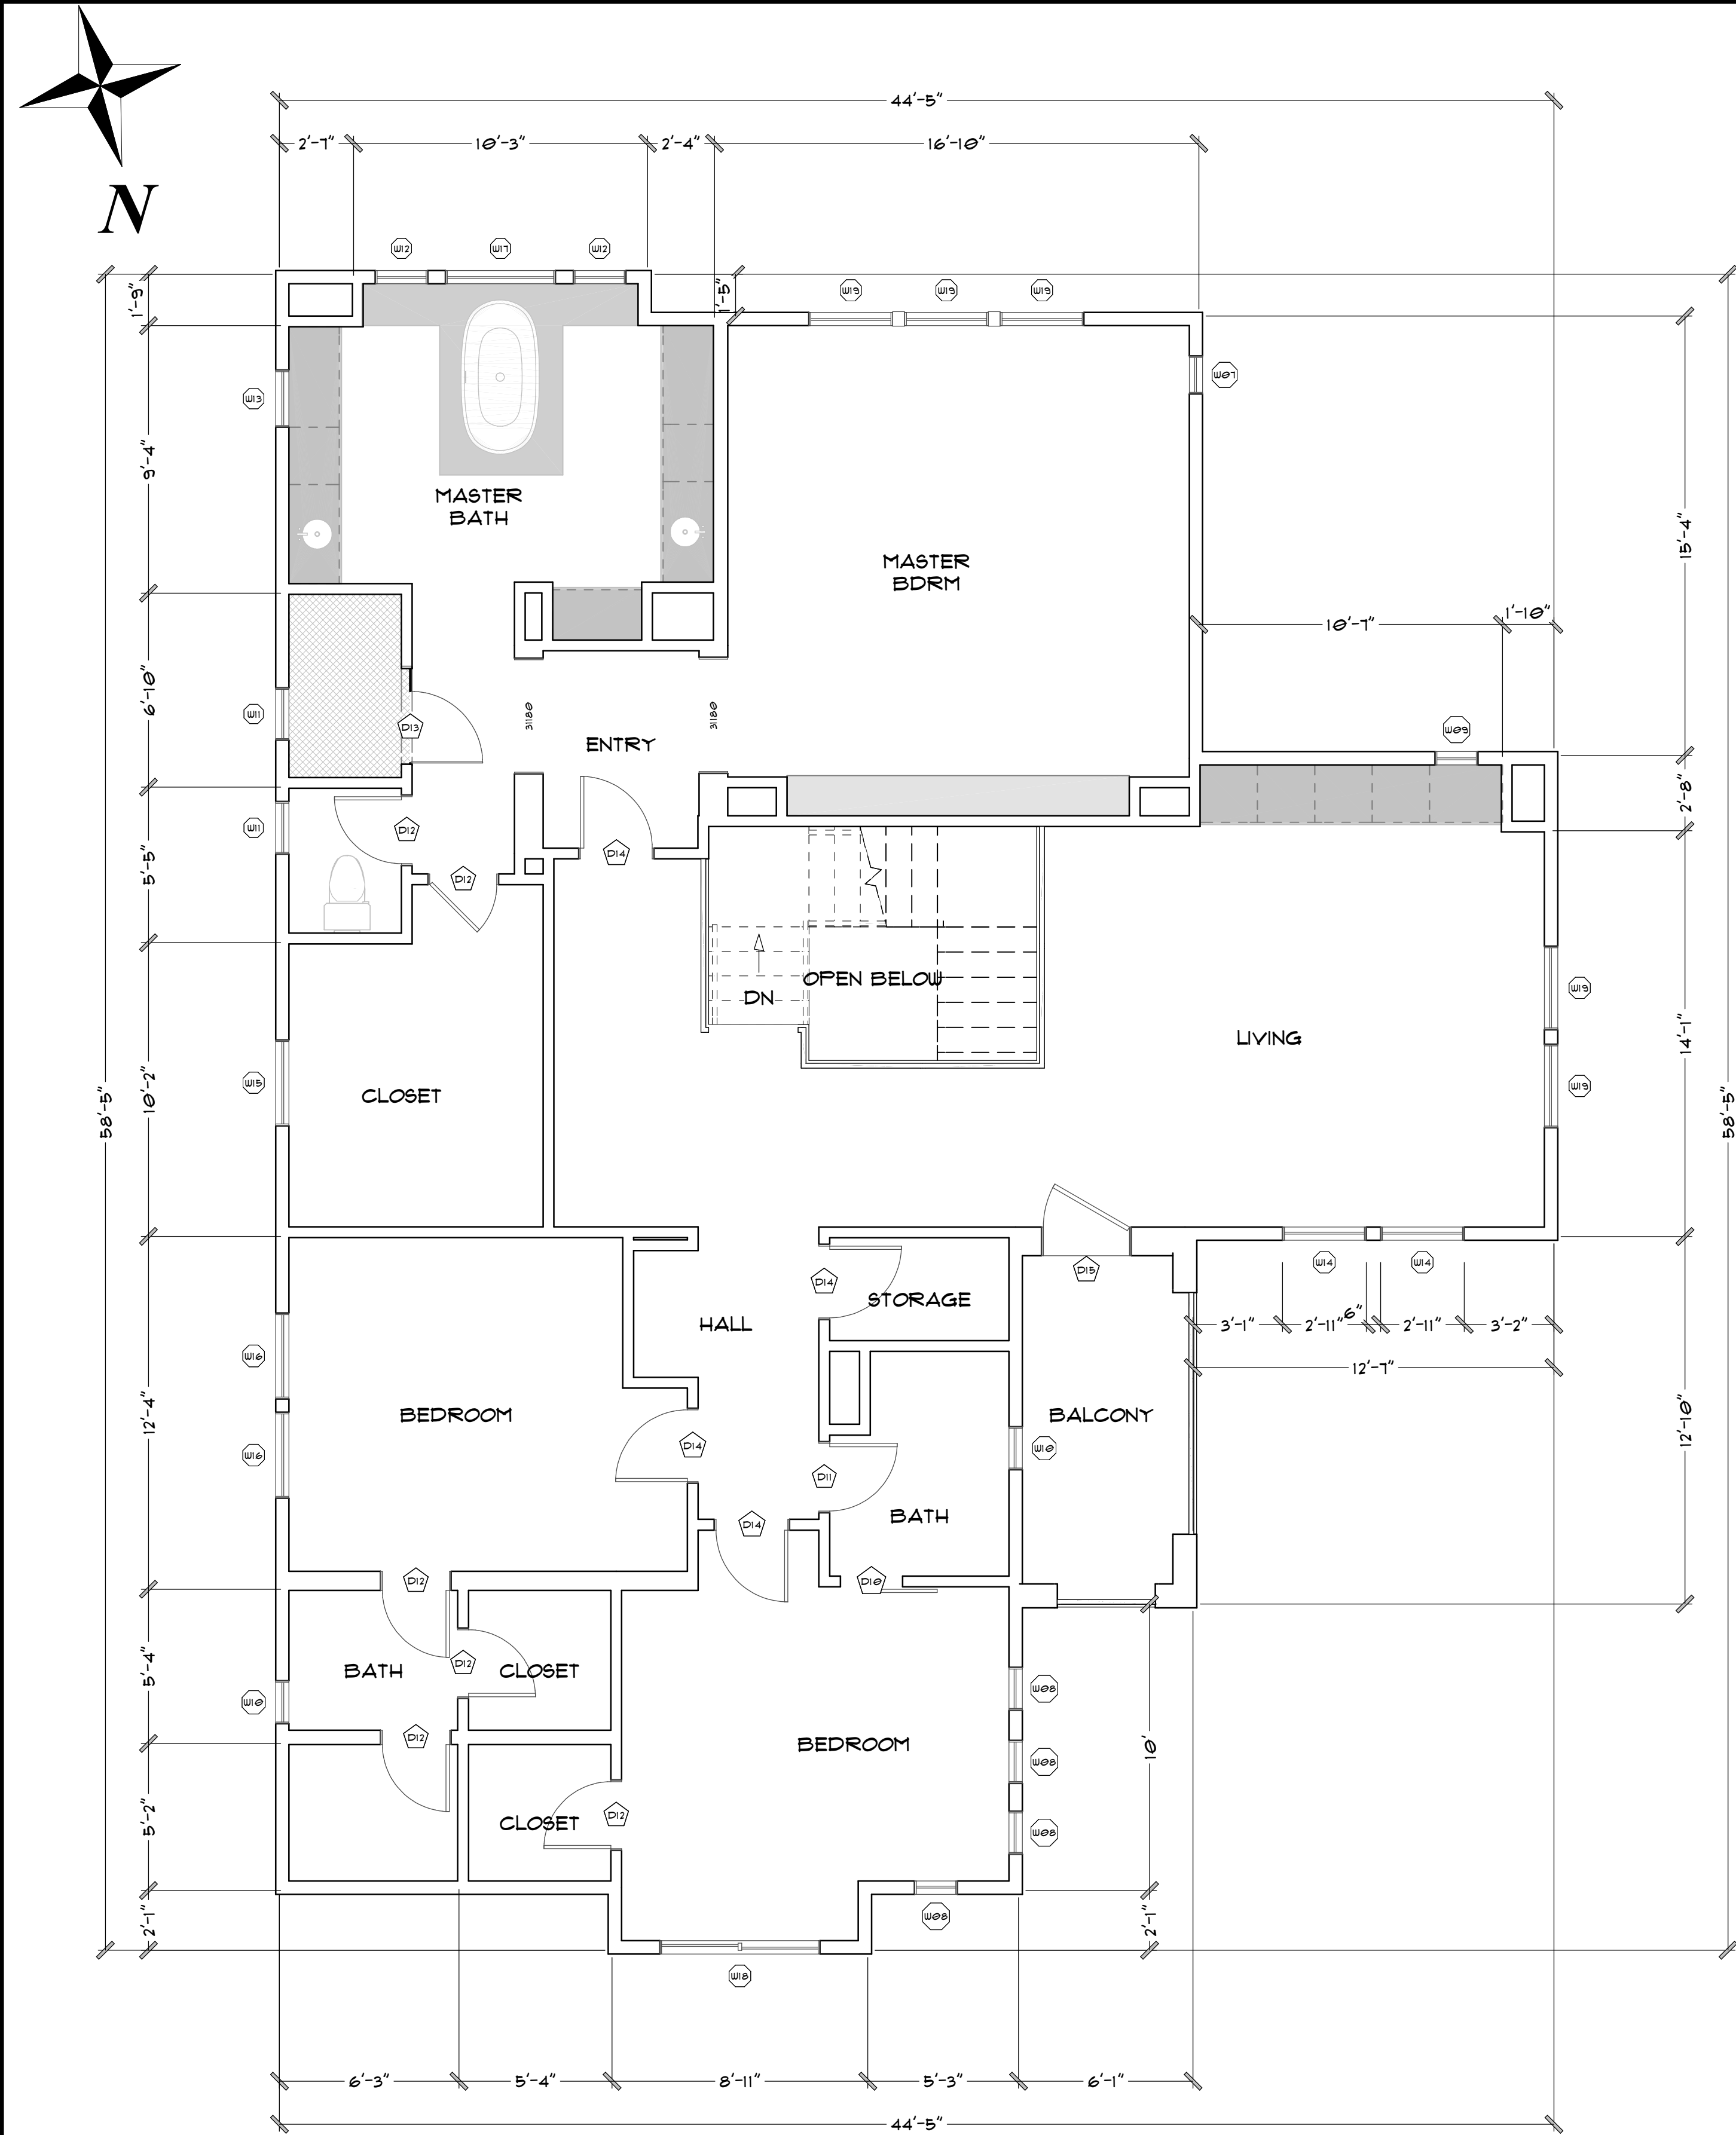 44'-5"
2'-7" 10'-3" 2'-4" 16'-10"
N
W12 W17 W12
1'-9" 1'-5" W19 W19 W19
W07
W13
9'-4"
MASTER
BATH
15'-4"
MASTER
BDRM
10'-7" 1'-10"
6'-10"
W11 D13 31180 31180
ENTRY
W09
2'-8"
W11 D12 D14
5'-5" D12
OPEN BELOW
DN
W19
LIVING
14'-1"
W15 W19
CLOSET
10'-2"
58'-5" 58'-5"
D15 W14 W14
D14
STORAGE
HALL
3'-1" 2'-11" 6" 2'-11" 3'-2"
W16 12'-7"
BEDROOM BALCONY
12'-4" 12'-10"
W16 D14 W10
D11
BATH
D14
D12 D10
BATH D12 CLOSET
5'-4"
W10 W08
D12
BEDROOM
10'
W08
D12
CLOSET
5'-2" W08
2'-1" W08 2'-1"
W18
6'-3" 5'-4" 8'-11" 5'-3" 6'-1"
44'-5"